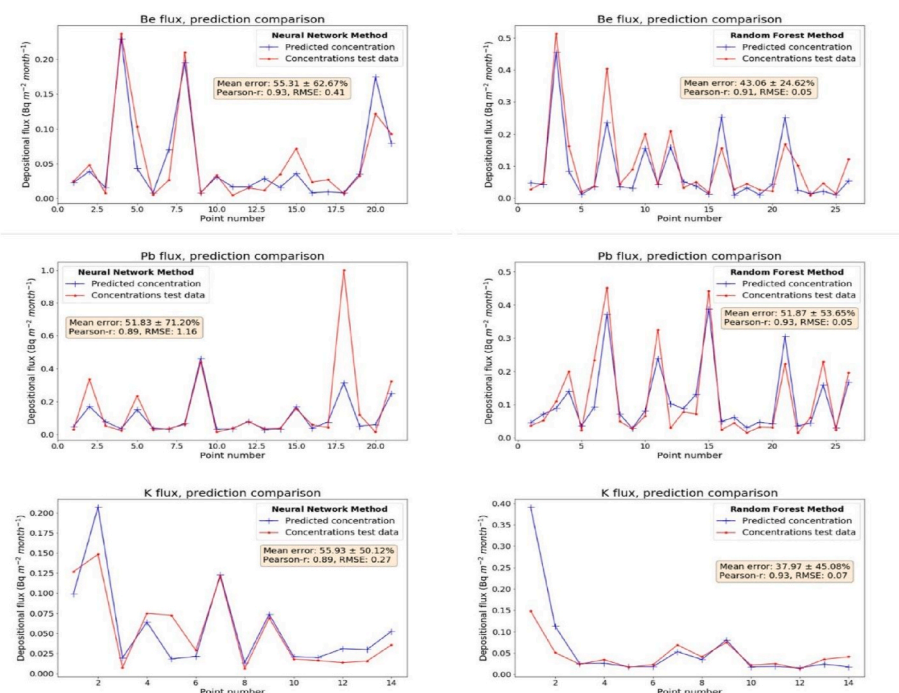 Be flux, prediction comparison
Neural Network Method
Predicted concentration
Concentrations test data
Mean error: 55.31 ± 62.67%
Pearson-r: 0.93, RMSE: 0.41
Depositional flux (Bq m⁻² month⁻¹)
0.20
0.15
0.10
0.05
0.00
0.0 2.5 5.0 7.5 10.0 12.5 15.0 17.5 20.0
Point number
Be flux, prediction comparison
Random Forest Method
Predicted concentration
Concentrations test data
Mean error: 43.06 ± 24.62%
Pearson-r: 0.91, RMSE: 0.05
Depositional flux (Bq m⁻² month⁻¹)
0.5
0.4
0.3
0.2
0.1
0.0
0 5 10 15 20 25
Point number
Pb flux, prediction comparison
Neural Network Method
Predicted concentration
Concentrations test data
Mean error: 51.83 ± 71.20%
Pearson-r: 0.89, RMSE: 1.16
Depositional flux (Bq m⁻² month⁻¹)
1.0
0.8
0.6
0.4
0.2
0.0
0.0 2.5 5.0 7.5 10.0 12.5 15.0 17.5 20.0
Point number
Pb flux, prediction comparison
Random Forest Method
Predicted concentration
Concentrations test data
Mean error: 51.87 ± 53.65%
Pearson-r: 0.93, RMSE: 0.05
Depositional flux (Bq m⁻² month⁻¹)
0.5
0.4
0.3
0.2
0.1
0.0
0 5 10 15 20 25
Point number
K flux, prediction comparison
Neural Network Method
Predicted concentration
Concentrations test data
Mean error: 55.93 ± 50.12%
Pearson-r: 0.89, RMSE: 0.27
Depositional flux (Bq m⁻² month⁻¹)
0.200
0.175
0.150
0.125
0.100
0.075
0.050
0.025
0.000
2 4 6 8 10 12 14
Point number
K flux, prediction comparison
Random Forest Method
Predicted concentration
Concentrations test data
Mean error: 37.97 ± 45.08%
Pearson-r: 0.93, RMSE: 0.07
Depositional flux (Bq m⁻² month⁻¹)
0.40
0.35
0.30
0.25
0.20
0.15
0.10
0.05
0.00
2 4 6 8 10 12 14
Point number